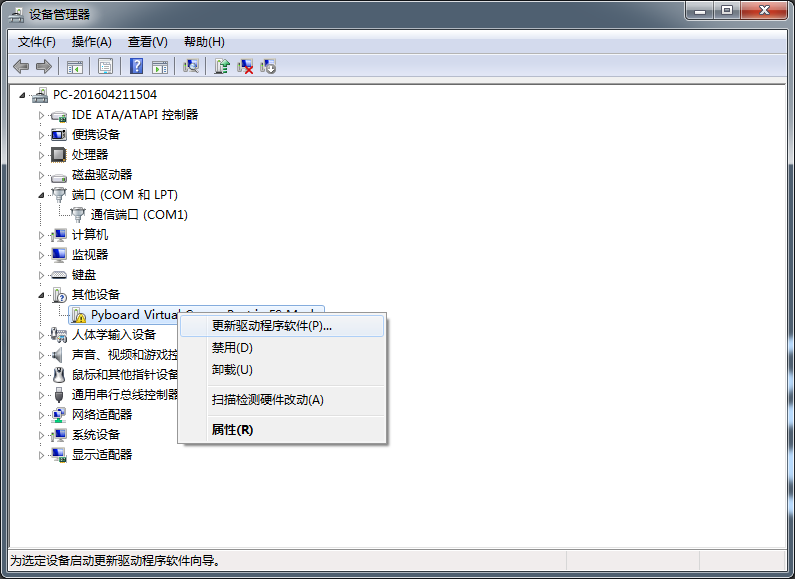 设备管理器
文件(F) 操作(A) 查看(V) 帮助(H)
PC-201604211504
IDE ATA/ATAPI 控制器
便携设备
处理器
磁盘驱动器
端口 (COM 和 LPT)
通信端口 (COM1)
计算机
监视器
键盘
其他设备
Pyboard Virtual
人体学输入设备
声音、视频和游戏控
鼠标和其他指针设备
通用串行总线控制器
网络适配器
系统设备
显示适配器
更新驱动程序软件(P)...
禁用(D)
卸载(U)
扫描检测硬件改动(A)
属性(R)
为选定设备启动更新驱动程序软件向导。